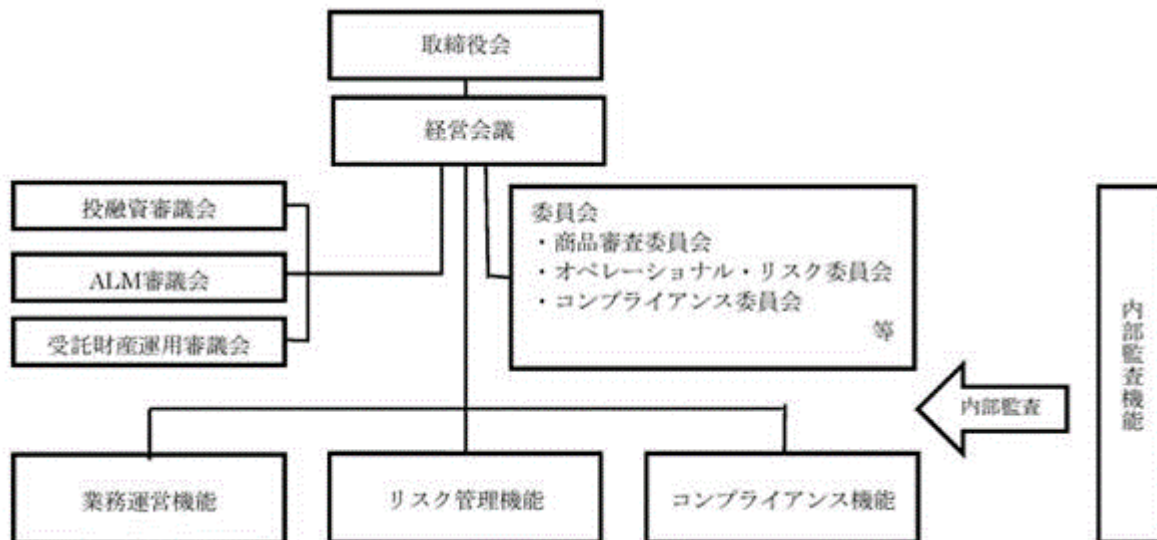 取締役会
経営会議
投融資審議会
ALM審議会
受託財産運用審議会
委員会
・商品審査委員会
・オペレーショナル・リスク委員会
・コンプライアンス委員会
等
内部監査
内部監査機能
業務運営機能
リスク管理機能
コンプライアンス機能